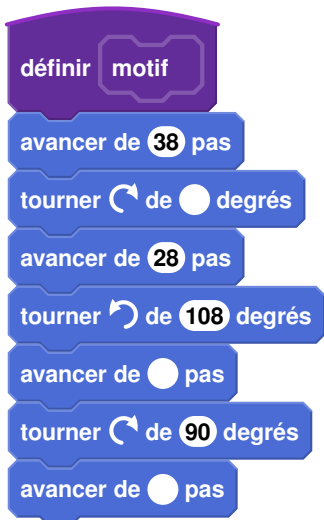 définir motif
avancer de 38 pas
tourner de degrés
avancer de 28 pas
tourner de 108 degrés
avancer de pas
tourner de 90 degrés
avancer de pas